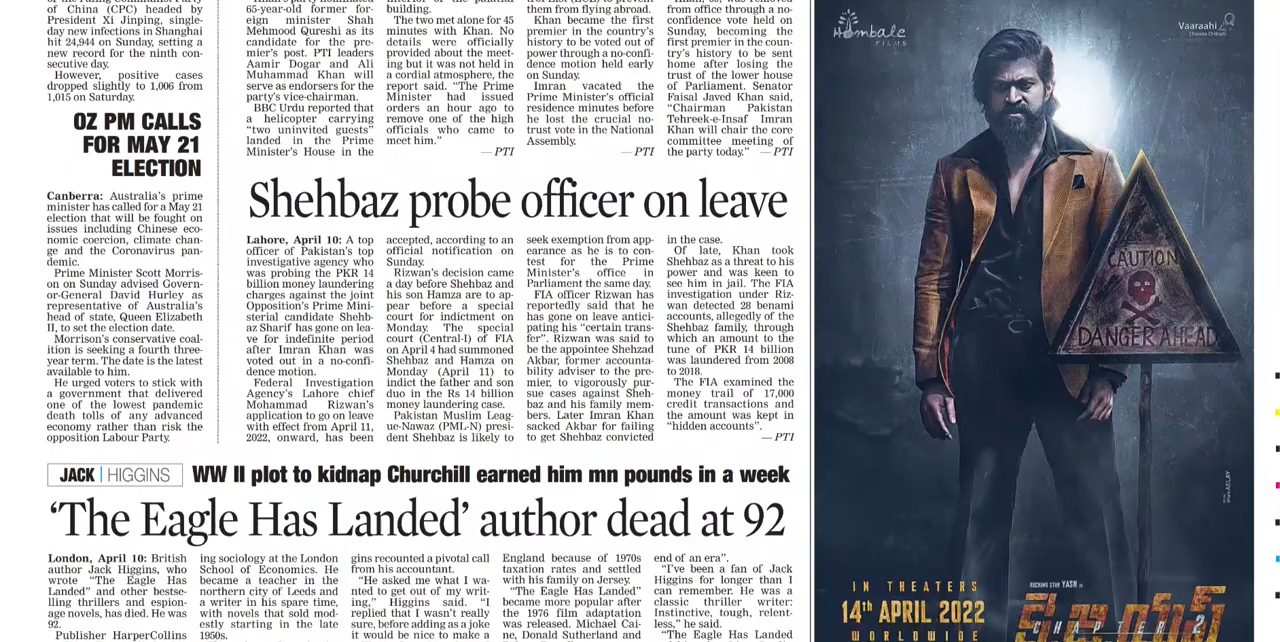 of China (CPC) headed by
President Xi Jinping, single-
day new infections in Shanghai
hit 24,944 on Sunday, setting a
new record for the ninth con-
secutive day.
However, positive cases
dropped slightly to 1,006 from
1,015 on Saturday.
OZ PM CALLS
FOR MAY 21
ELECTION
Canberra: Australia's prime
minister has called for a May 21
election that will be fought on
issues including Chinese eco-
nomic coercion, climate chan-
ge and the Coronavirus pan-
demic.
Prime Minister Scott Morris-
on on Sunday advised Govern-
or-General David Hurley as
representative of Australia's
head of state, Queen Elizabeth
II, to set the election date.
Morrison's conservative coal-
ition is seeking a fourth three-
year term. The date is the latest
available to him.
He urged voters to stick with
a government that delivered
one of the lowest pandemic
death tolls of any advanced
economy rather than risk the
opposition Labour Party.
65-year-old former for-
eign minister Shah
Mehmood Qureshi as its
candidate for the pre-
mier's post. PTI leaders
Aamir Dogar and Ali
Muhammad Khan will
serve as endorsers for the
party's vice-chairman.
BBC Urdu reported that
a helicopter carrying
"two uninvited guests"
landed in the Prime
Minister's House in the
building.
The two met alone for 45
minutes with Khan. No
details were officially
provided about the meet-
ing but it was not held in
a cordial atmosphere, the
report said. "The Prime
Minister had issued
orders an hour ago to
remove one of the high
officials who came to
meet him."
— PTI
them from flying abroad.
Khan became the first
premier in the country's
history to be voted out of
power through a no-confi-
dence motion held early
on Sunday.
Imran vacated the
Prime Minister's official
residence minutes before
he lost the crucial no-
trust vote in the National
Assembly.
— PTI
office through a no-
confidence vote held on
Sunday, becoming the
first premier in the coun-
try's history to be sent
home after losing the
trust of the lower house
of Parliament. Senator
Faisal Javed Khan said,
"Chairman Pakistan
Tehreek-e-Insaf Imran
Khan will chair the core
committee meeting of
the party today." — PTI
Shehbaz probe officer on leave
Lahore, April 10: A top
officer of Pakistan's top
investigative agency who
was probing the PKR 14
billion money laundering
charges against the joint
Opposition's Prime Mini-
sterial candidate Shehb-
az Sharif has gone on lea-
ve for indefinite period
after Imran Khan was
voted out in a no-confi-
dence motion.
Federal Investigation
Agency's Lahore chief
Mohammad Rizwan's
application to go on leave
with effect from April 11,
2022, onward, has been
accepted, according to an
official notification on
Sunday.
Rizwan's decision came
a day before Shehbaz and
his son Hamza are to ap-
pear before a special
court for indictment on
Monday. The special
court (Central-I) of FIA
on April 4 had summoned
Shehbaz and Hamza on
Monday (April 11) to
indict the father and son
duo in the Rs 14 billion
money laundering case.
Pakistan Muslim Leag-
ue-Nawaz (PML-N) presi-
dent Shehbaz is likely to
seek exemption from app-
earance as he is to con-
test for the Prime
Minister's office in
Parliament the same day.
FIA officer Rizwan has
reportedly said that he
has gone on leave antici-
pating his "certain trans-
fer". Rizwan was said to
be the appointee Shehzad
Akbar, former accounta-
bility adviser to the pre-
mier, to vigorously pur-
sue cases against Sheh-
baz and his family mem-
bers. Later Imran Khan
sacked Akbar for failing
to get Shehbaz convicted
in the case.
Of late, Khan took
Shehbaz as a threat to his
power and was keen to
see him in jail. The FIA
investigation under Riz-
wan detected 28 benami
accounts, allegedly of the
Shehbaz family, through
which an amount to the
tune of PKR 14 billion
was laundered from 2008
to 2018.
The FIA examined the
money trail of 17,000
credit transactions and
the amount was kept in
"hidden accounts".
— PTI
JACK | HIGGINS
WW II plot to kidnap Churchill earned him mn pounds in a week
'The Eagle Has Landed' author dead at 92
London, April 10: British
author Jack Higgins, who
wrote "The Eagle Has
Landed" and other bestse-
lling thrillers and espion-
age novels, has died. He was
92.
Publisher HarperCollins
ing sociology at the London
School of Economics. He
became a teacher in the
northern city of Leeds and
a writer in his spare time,
with novels that sold mod-
estly starting in the late
1950s.
gins recounted a pivotal call
from his accountant.
"He asked me what I wa-
nted to get out of my writ-
ing," Higgins said. "I
replied that I wasn't really
sure, before adding as a joke
it would be nice to make a
England because of 1970s
taxation rates and settled
with his family on Jersey.
"The Eagle Has Landed"
became more popular after
the 1976 film adaptation
was released. Michael Cai-
ne, Donald Sutherland and
end of an era".
"I've been a fan of Jack
Higgins for longer than I
can remember. He was a
classic thriller writer:
Instinctive, tough, relent-
less," he said.
"The Eagle Has Landed
Hombale
FILMS
Vaaraahi
Chalana Chitram
CAUTION
DANGER AHEAD
IN THEATERS
14th APRIL 2022
WORLDWIDE
ROCKING STAR YASH IN
CHAPTER 2